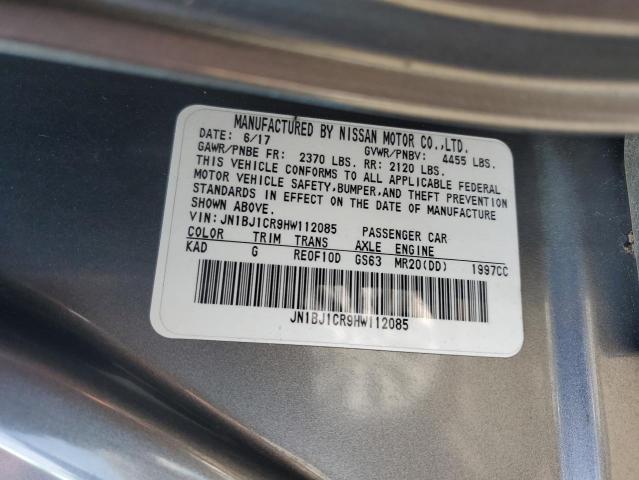 MANUFACTURED BY NISSAN MOTOR CO.,LTD.
DATE: 6/17 GVWR/PNBV: 4455 LBS.
GAWR/PNBE FR: 2370 LBS. RR: 2120 LBS.
THIS VEHICLE CONFORMS TO ALL APPLICABLE FEDERAL
MOTOR VEHICLE SAFETY,BUMPER,AND THEFT PREVENTION
STANDARDS IN EFFECT ON THE DATE OF MANUFACTURE
SHOWN ABOVE.
VIN: JN1BJ1CR9HW112085 PASSENGER CAR
COLOR TRIM TRANS AXLE ENGINE
KAD G RE0F10D GS63 MR20(DD) 1997CC
JN1BJ1CR9HW112085